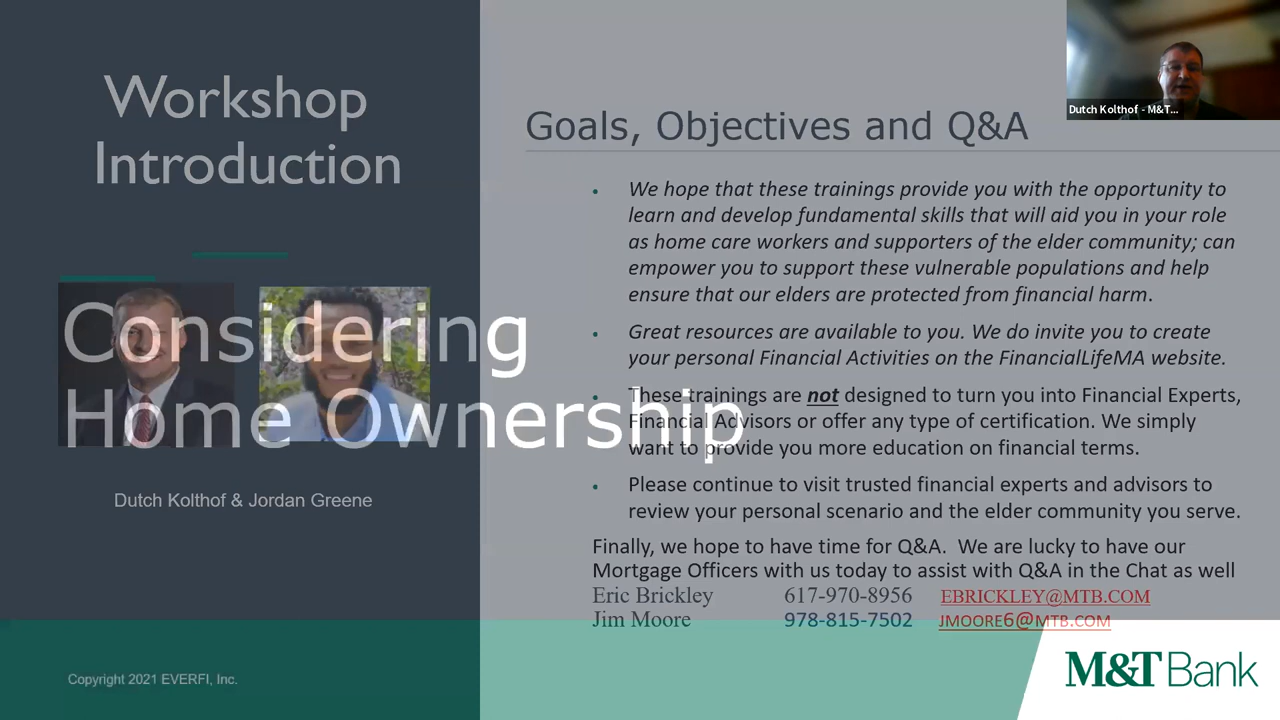 Workshop
Introduction
Considering
Home Ownership
Dutch Kolthof & Jordan Greene
Copyright 2021 EVERFI, Inc.
Dutch Kolthof - M&T...
Goals, Objectives and Q&A
• We hope that these trainings provide you with the opportunity to
learn and develop fundamental skills that will aid you in your role
as home care workers and supporters of the elder community; can
empower you to support these vulnerable populations and help
ensure that our elders are protected from financial harm.
• Great resources are available to you. We do invite you to create
your personal Financial Activities on the FinancialLifeMA website.
• These trainings are not designed to turn you into Financial Experts,
Financial Advisors or offer any type of certification. We simply
want to provide you more education on financial terms.
• Please continue to visit trusted financial experts and advisors to
review your personal scenario and the elder community you serve.
Finally, we hope to have time for Q&A. We are lucky to have our
Mortgage Officers with us today to assist with Q&A in the Chat as well
Eric Brickley 617-970-8956 EBRICKLEY@MTB.COM
Jim Moore 978-815-7502 JMOORE6@MTB.COM
M&T Bank